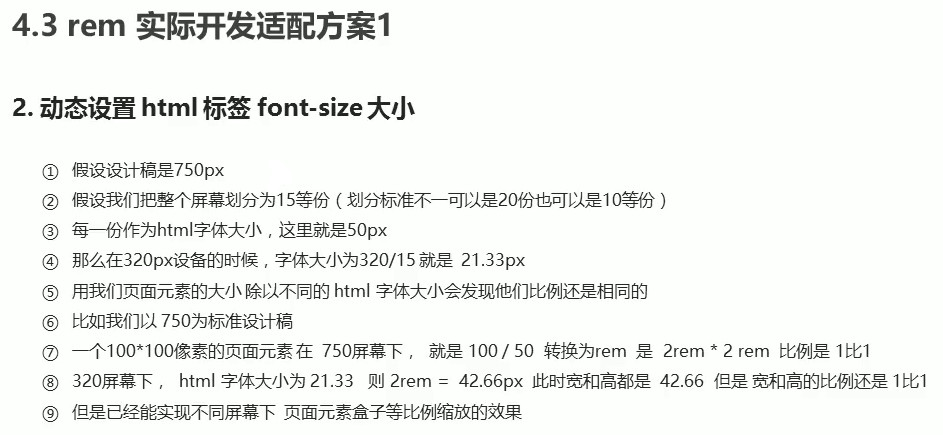 4.3 rem 实际开发适配方案1
2. 动态设置 html 标签 font-size 大小
① 假设设计稿是750px
② 假设我们把整个屏幕划分为15等份（划分标准不一可以是20份也可以是10等份）
③ 每一份作为html字体大小，这里就是50px
④ 那么在320px设备的时候，字体大小为320/15 就是 21.33px
⑤ 用我们页面元素的大小 除以不同的 html 字体大小会发现他们比例还是相同的
⑥ 比如我们以 750为标准设计稿
⑦ 一个100*100像素的页面元素 在 750屏幕下， 就是 100 / 50 转换为rem 是 2rem * 2 rem 比例是 1比1
⑧ 320屏幕下， html 字体大小为 21.33 则 2rem = 42.66px 此时宽和高都是 42.66 但是 宽和高的比例还是 1比1
⑨ 但是已经能实现不同屏幕下 页面元素盒子等比例缩放的效果